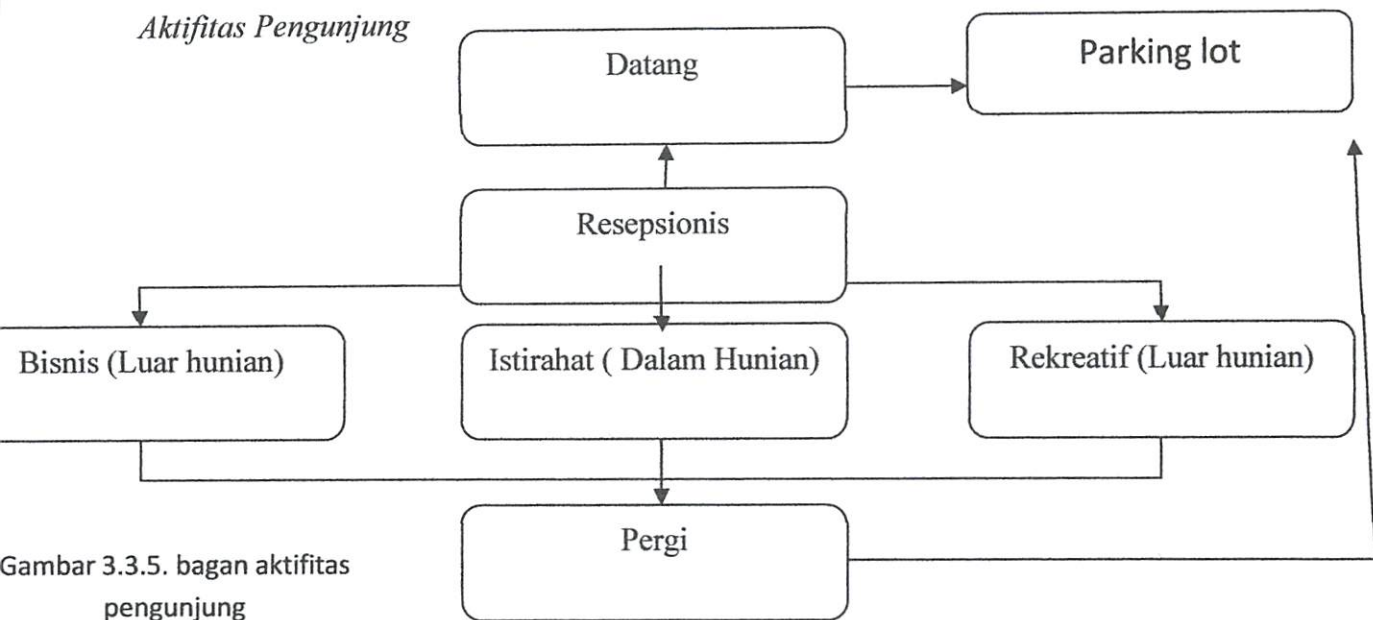 Aktifitas Pengunjung
Datang
Parking lot
Resepsionis
Bisnis (Luar hunian)
Istirahat ( Dalam Hunian)
Rekreatif (Luar hunian)
Pergi
Gambar 3.3.5. bagan aktifitas
pengunjung